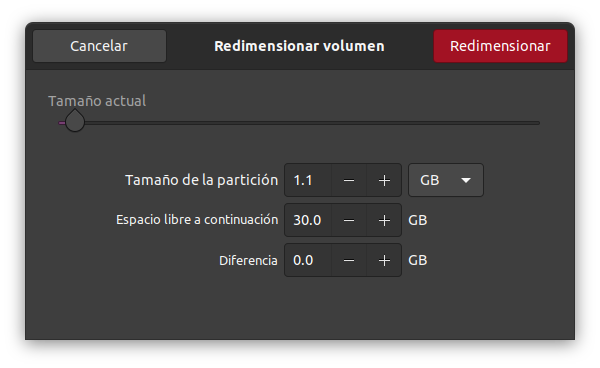 Cancelar Redimensionar volumen Redimensionar
Tamaño actual
Tamaño de la partición 1.1 − + GB
Espacio libre a continuación 30.0 − + GB
Diferencia 0.0 − + GB